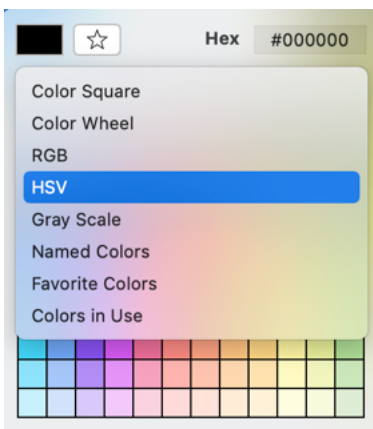 Hex #000000
Color Square
Color Wheel
RGB
HSV
Gray Scale
Named Colors
Favorite Colors
Colors in Use